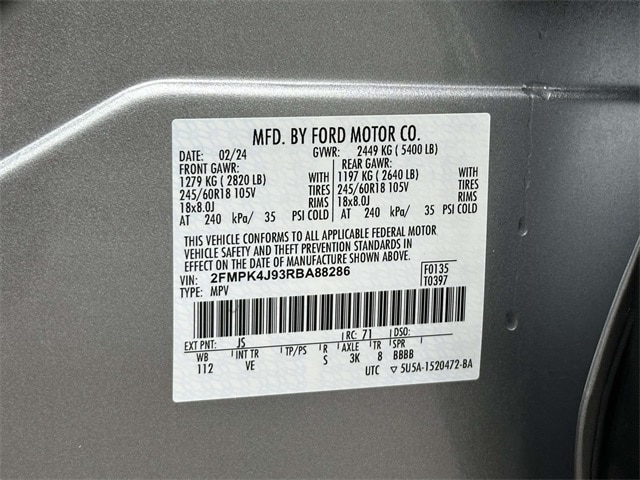 MFD. BY FORD MOTOR CO.
DATE: 02/24 GVWR: 2449 KG ( 5400 LB)
FRONT GAWR: REAR GAWR:
1279 KG ( 2820 LB) WITH 1197 KG ( 2640 LB) WITH
245/60R18 105V TIRES 245/60R18 105V TIRES
18x8.0J RIMS 18x8.0J RIMS
AT 240 kPa/ 35 PSI COLD AT 240 kPa/ 35 PSI COLD
THIS VEHICLE CONFORMS TO ALL APPLICABLE FEDERAL MOTOR
VEHICLE SAFETY AND THEFT PREVENTION STANDARDS IN
EFFECT ON THE DATE OF MANUFACTURE SHOWN ABOVE.
VIN: 2FMPK4J93RBA88286 F0135
TYPE: MPV T0397
EXT PNT: JS RC: 71 DSO:
WB INT TR TP/PS R AXLE TR SPR
112 VE S 3K 8 BBBB
UTC ▽ 5U5A-1520472-BA